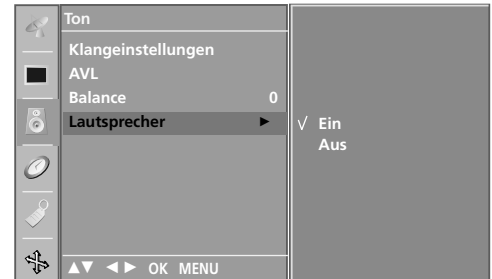 Ton
Klangeinstellungen
AVL
Balance 0
Lautsprecher ►
√ Ein
Aus
▲▼ ◄► OK MENU